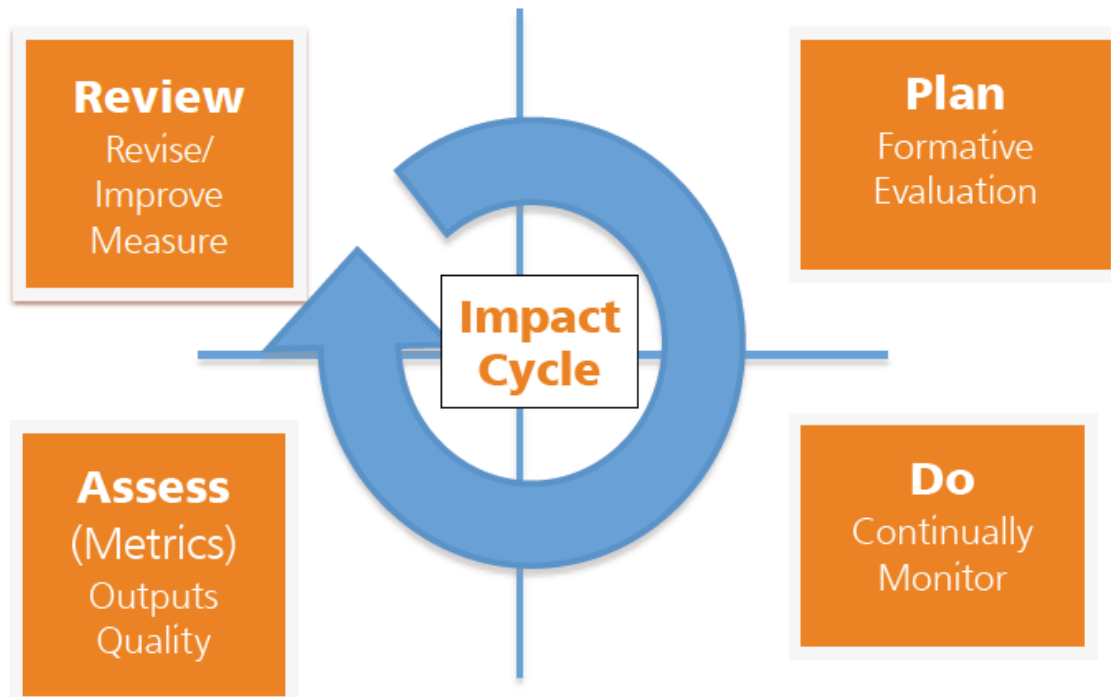 Review
Revise/
Improve
Measure
Plan
Formative
Evaluation
Impact
Cycle
Assess
(Metrics)
Outputs
Quality
Do
Continually
Monitor